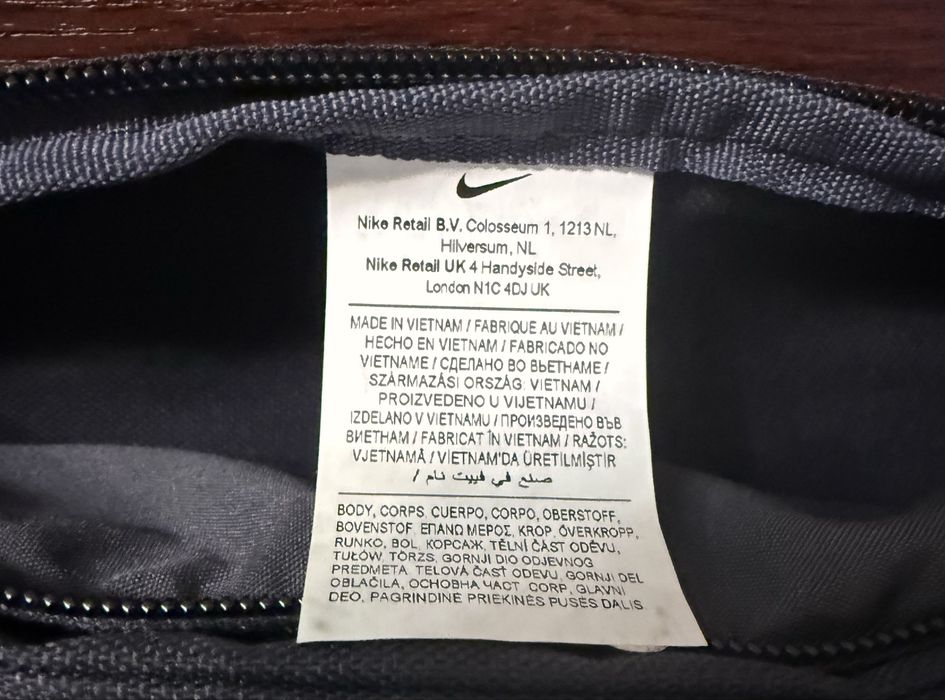 Nike Retail B.V. Colosseum 1, 1213 NL,
Hilversum, NL
Nike Retail UK 4 Handyside Street,
London N1C 4DJ UK
MADE IN VIETNAM / FABRIQUE AU VIETNAM /
HECHO EN VIETNAM / FABRICADO NO
VIETNAME / СДЕЛАНО ВО ВЬЕТНАМЕ /
SZÁRMAZÁSI ORSZÁG: VIETNAM /
PROIZVEDENO U VIJETNAMU /
IZDELANO V VIETNAMU / ПРОИЗВЕДЕНО ВЪВ
ВИЕТНАМ / FABRICAT ÎN VIETNAM / RAŽOTS:
VJETNAMĀ / VIETNAM'DA ÜRETILMIŞTIR
صنع في فييت نام /
BODY, CORPS, CUERPO, CORPO, OBERSTOFF,
BOVENSTOF, ΕΠΑΝΩ ΜΕΡΟΣ, KROP, ÖVERKROPP,
RUNKO, BOL, КОРСАЖ, TĚLNÍ ČÁST ODĚVU,
TUŁÓW, TÖRZS, GORNJI DIO ODJEVNOG
PREDMETA, TELOVÁ ČASŤ ODEVU, GORNJI DEL
OBLAČILA, ОСНОВНА ЧАСТ, CORP, GLAVNI
DEO, PAGRINDINĖ PRIEKINĖS PUSĖS DALIS